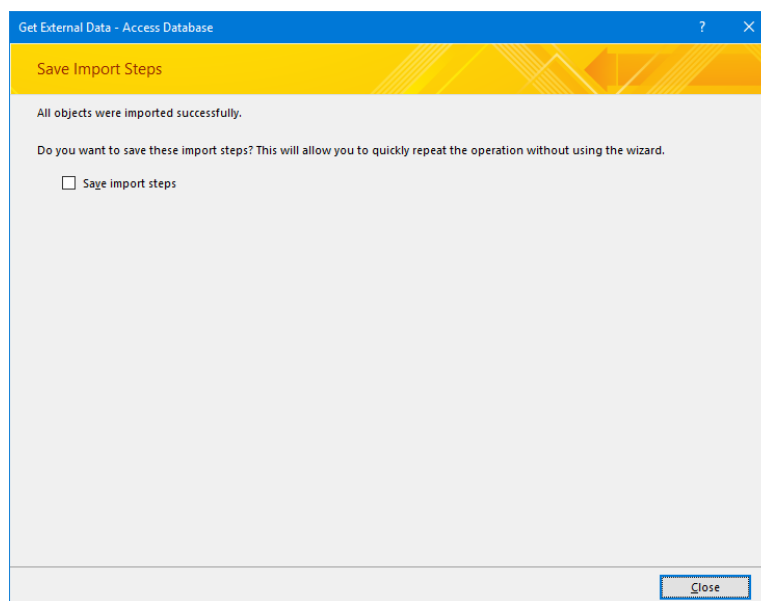 Get External Data - Access Database
Save Import Steps
All objects were imported successfully.
Do you want to save these import steps? This will allow you to quickly repeat the operation without using the wizard.
Save import steps
Close